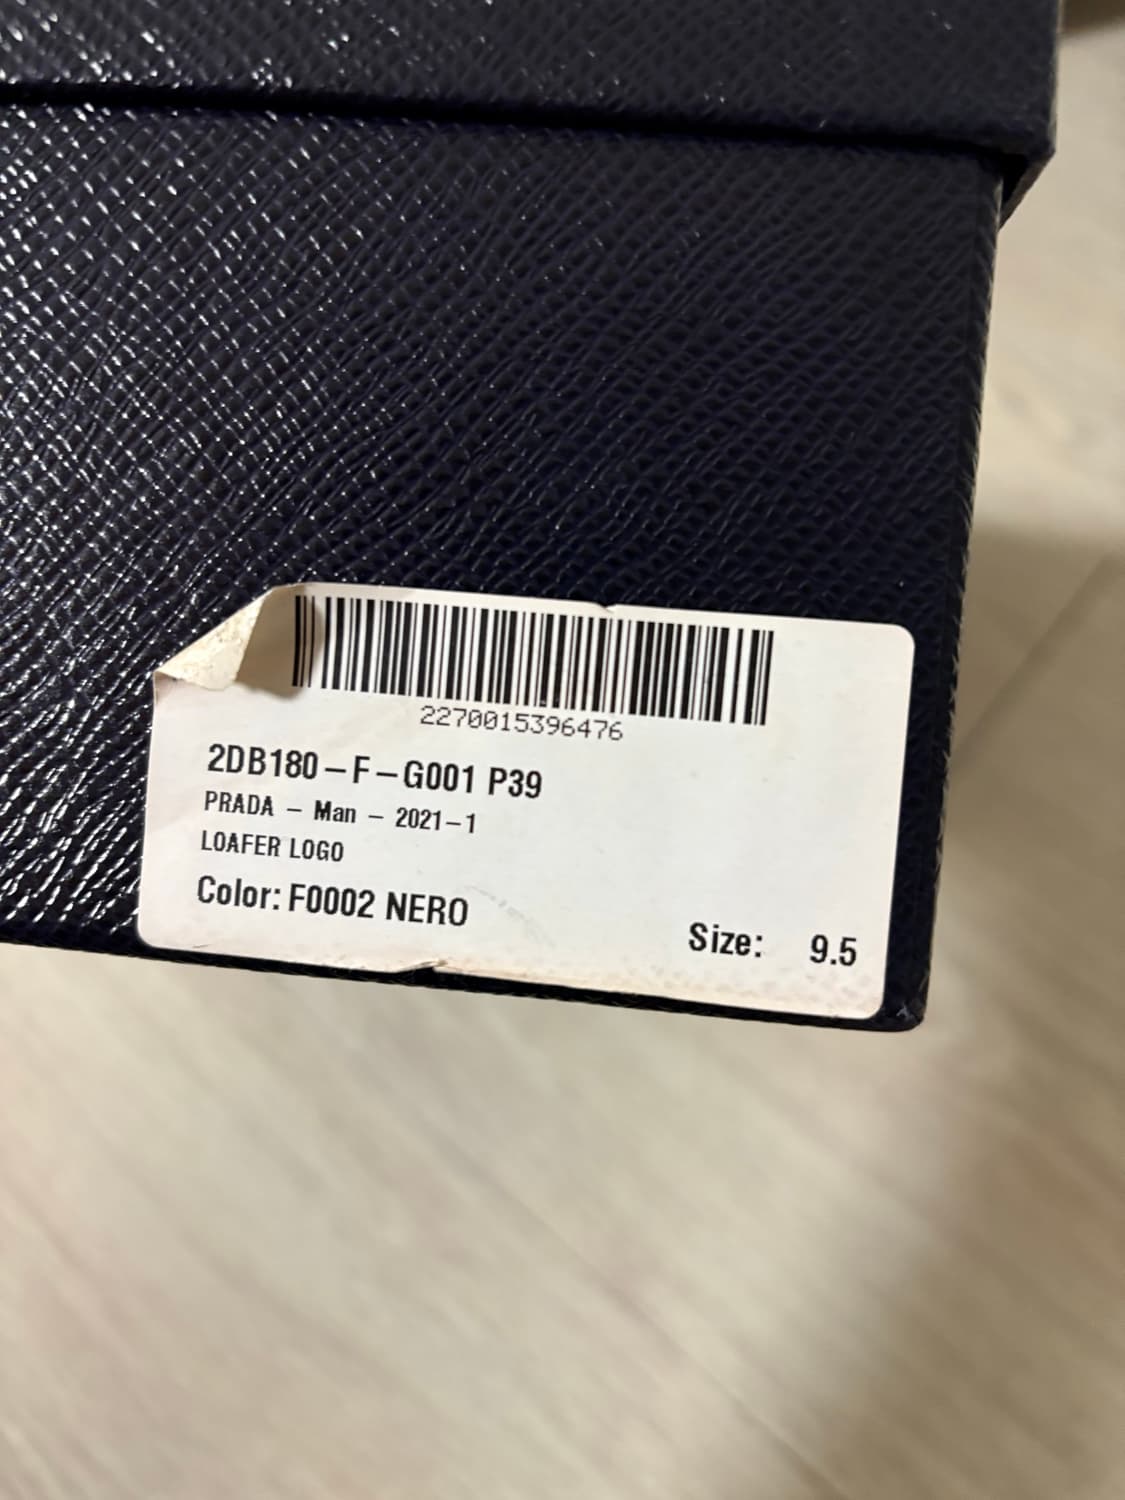 2270015396476
2DB180-F-G001 P39
PRADA - Man - 2021-1
LOAFER LOGO
Color: F0002 NERO
Size: 9.5